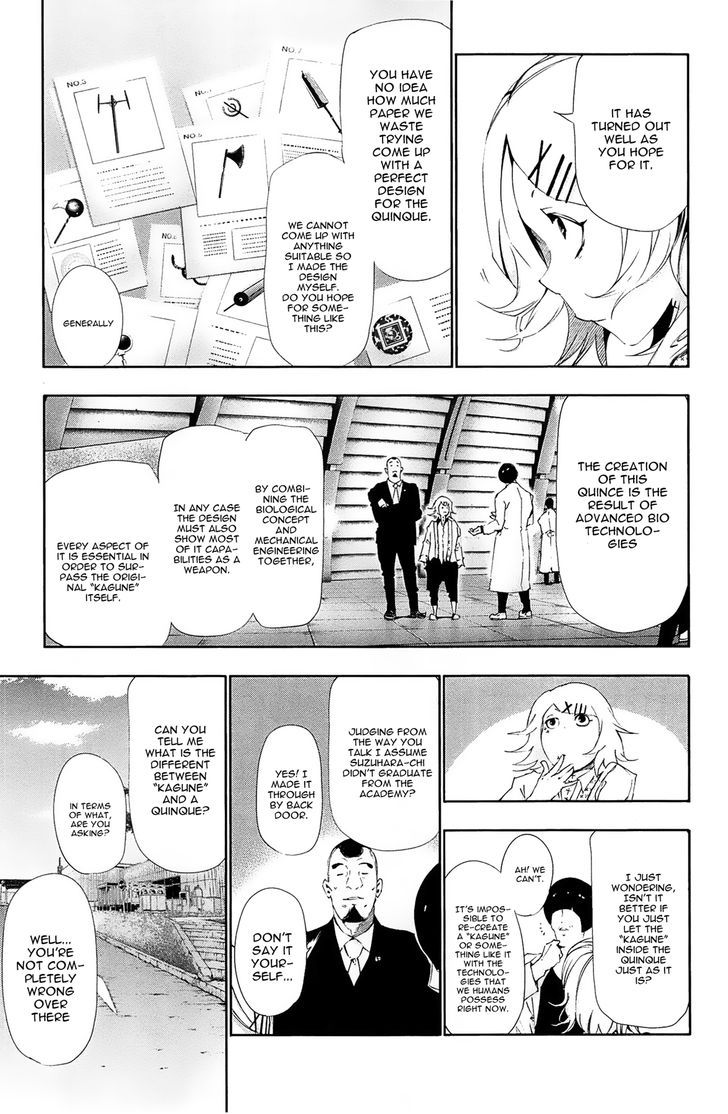 IT HAS
TURNED OUT
WELL AS
YOU HOPE
FOR IT.
YOU HAVE
NO IDEA
HOW MUCH
PAPER WE
WASTE
TRYING
COME UP
WITH A
PERFECT
DESIGN
FOR THE
QUINQUE.
WE CANNOT
COME UP WITH
ANYTHING
SUITABLE SO
I MADE THE
DESIGN
MYSELF.
DO YOU HOPE
FOR SOME-
THING LIKE
THIS?
GENERALLY
NO.5
NO.7
NO.6
THE CREATION
OF THIS
QUINCE IS THE
RESULT OF
ADVANCED BIO
TECHNOLO-
GIES
BY COMBI-
NING THE
BIOLOGICAL
CONCEPT
AND
MECHANICAL
ENGINEERING
TOGETHER,
IN ANY CASE
THE DESIGN
MUST ALSO
SHOW MOST
OF IT CAPA-
BILITIES AS A
WEAPON.
EVERY ASPECT OF
IT IS ESSENTIAL IN
ORDER TO SUR-
PASS THE ORIGI-
NAL "KAGUNE"
ITSELF.
I JUST
WONDERING,
ISN'T IT
BETTER IF
YOU JUST
LET THE
"KAGUNE"
INSIDE THE
QUINQUE
JUST AS IT
IS?
AH! WE
CAN'T.
IT'S IMPOS-
SIBLE TO
RE-CREATE
A "KAGUNE"
OR SOME-
THING LIKE
IT WITH THE
TECHNOLO-
GIES THAT
WE HUMANS
POSSESS
RIGHT NOW.
JUDGING FROM
THE WAY YOU
TALK I ASSUME
SUZUHARA-CHI
DIDN'T GRADUATE
FROM THE
ACADEMY?
YES! I
MADE IT
THROUGH
BY BACK
DOOR.
DON'T
SAY IT
YOUR-
SELF...
CAN YOU
TELL ME
WHAT IS THE
DIFFERENT
BETWEEN
"KAGUNE"
AND A
QUINQUE?
IN TERMS
OF WHAT,
ARE YOU
ASKING?
WELL...
YOU'RE
NOT COM-
PLETELY
WRONG
OVER
THERE